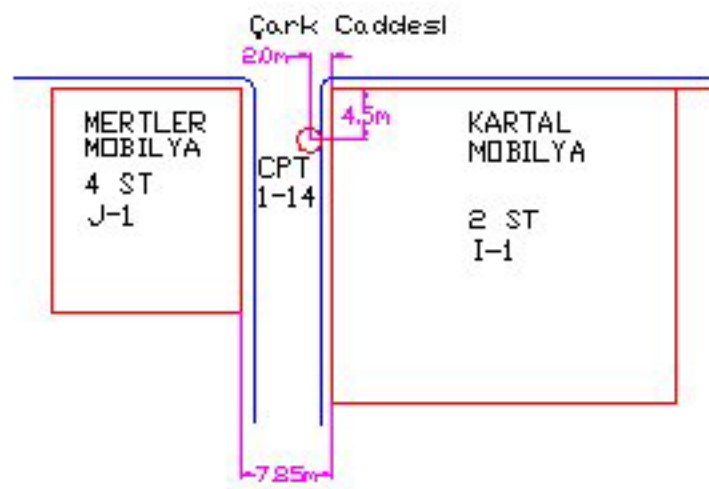 Çark Caddesi
2.0m
4.5m
MERTLER
MOBILYA
4 ST
J-1
CPT
1-14
KARTAL
MOBILYA
2 ST
I-1
7.85m